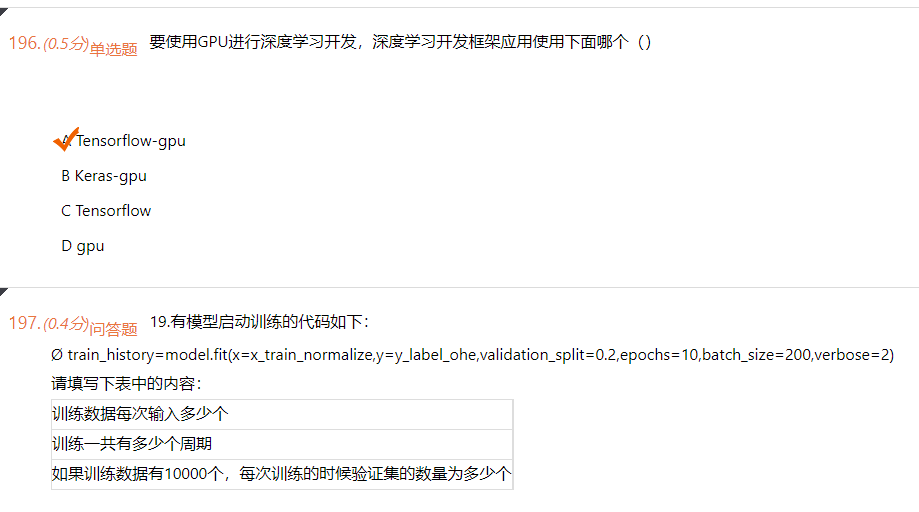 196.(0.5分)单选题 要使用GPU进行深度学习开发，深度学习开发框架应用使用下面哪个（）
A Tensorflow-gpu
B Keras-gpu
C Tensorflow
D gpu
197.(0.4分)问答题 19.有模型启动训练的代码如下：
Ø train_history=model.fit(x=x_train_normalize,y=y_label_ohe,validation_split=0.2,epochs=10,batch_size=200,verbose=2)
请填写下表中的内容：
训练数据每次输入多少个
训练一共有多少个周期
如果训练数据有10000个，每次训练的时候验证集的数量为多少个